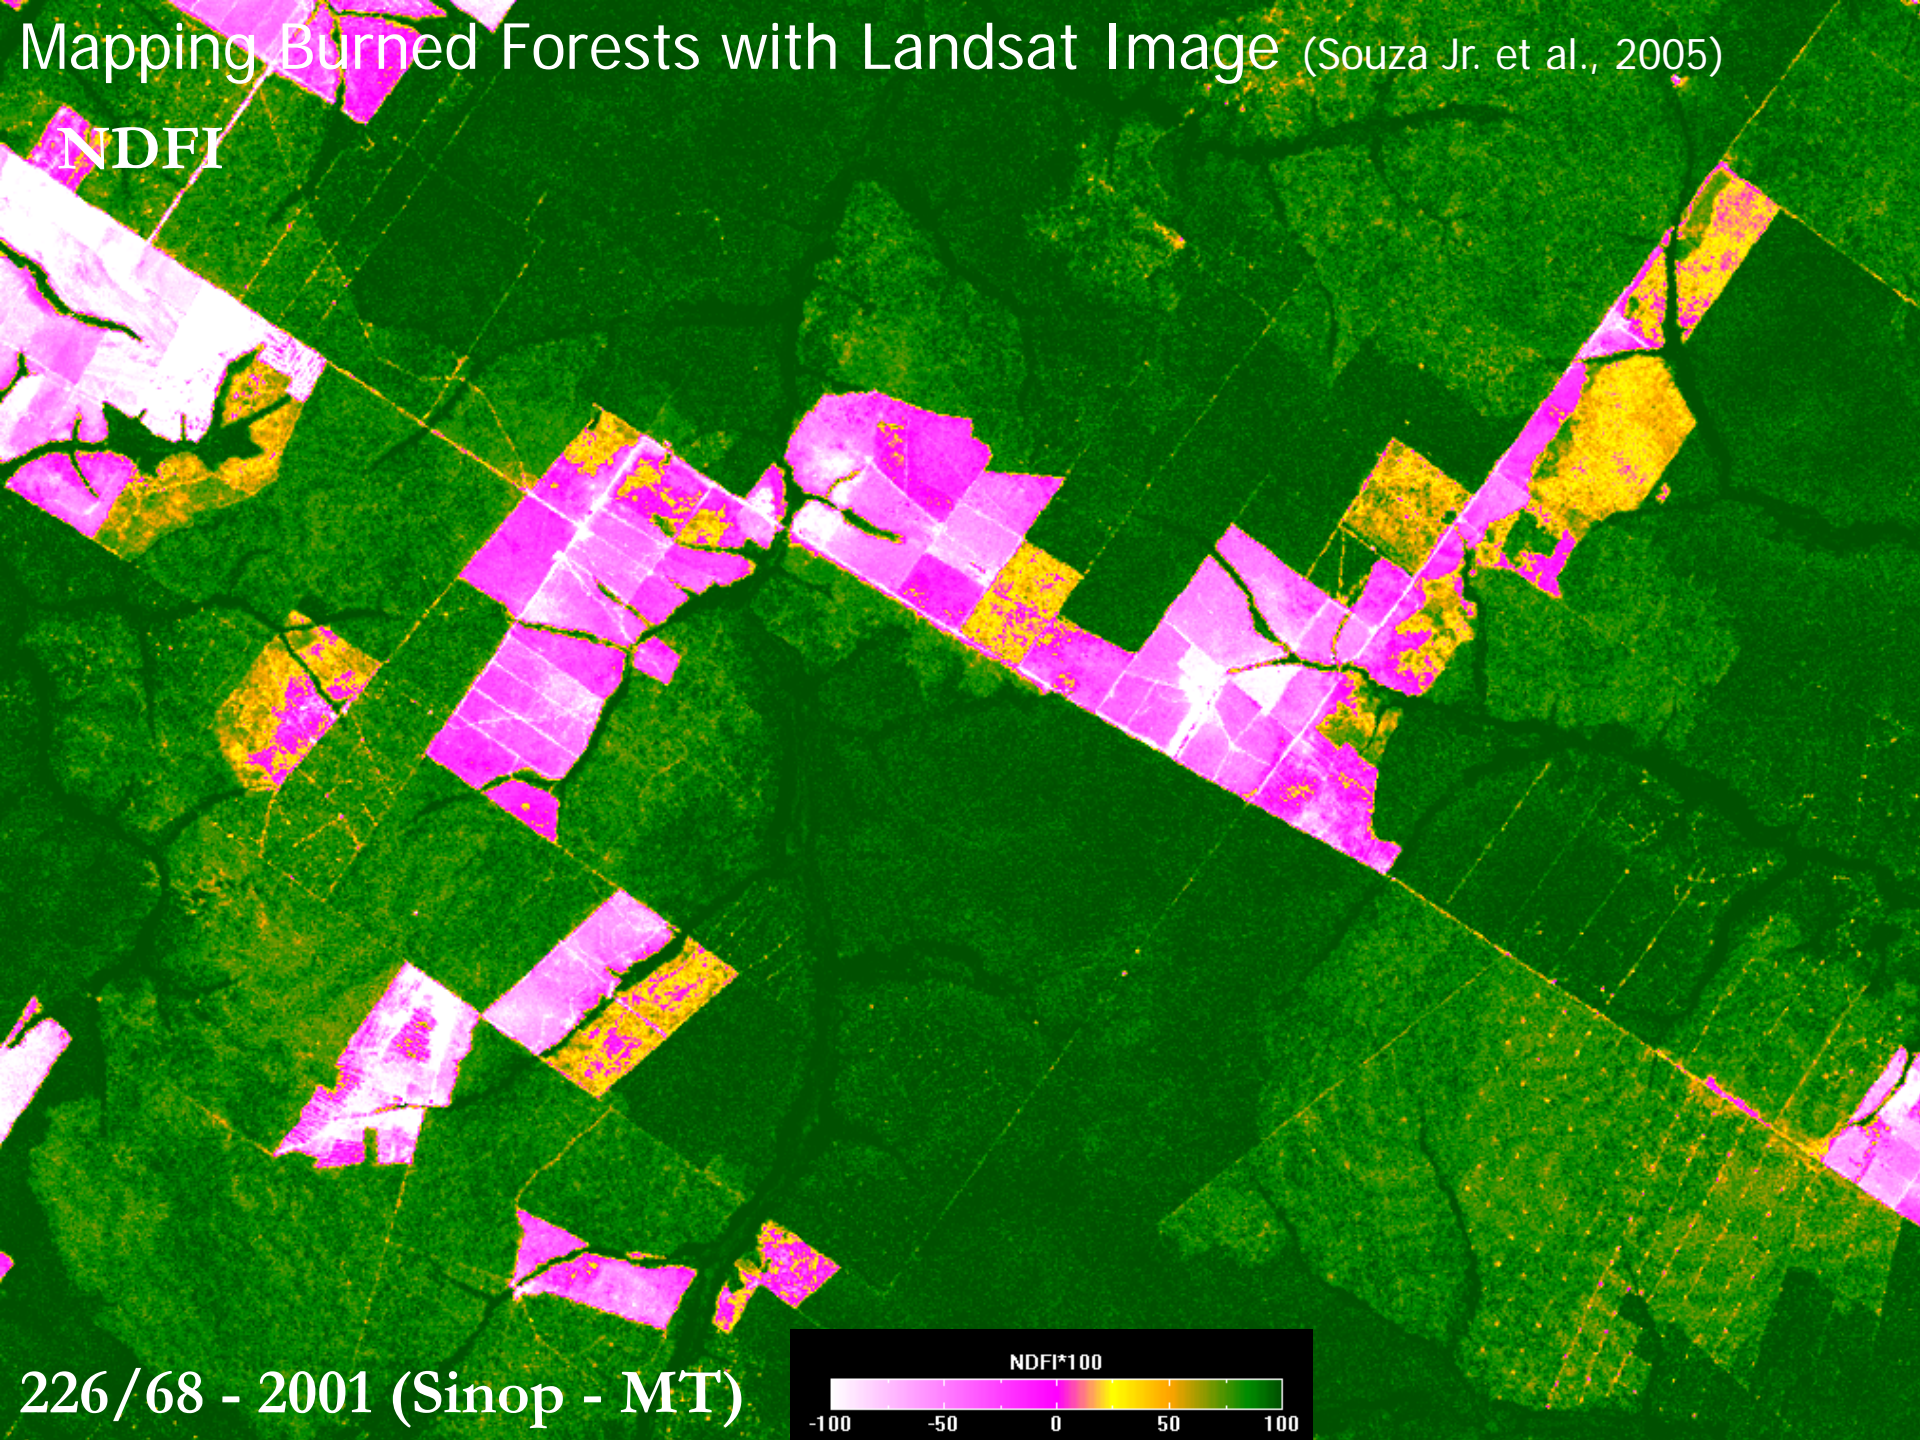 Mapping Burned Forests with Landsat Image (Souza Jr. et al., 2005)
NDFI
226/68 - 2001 (Sinop - MT)
NDFI*100
-100 -50 0 50 100